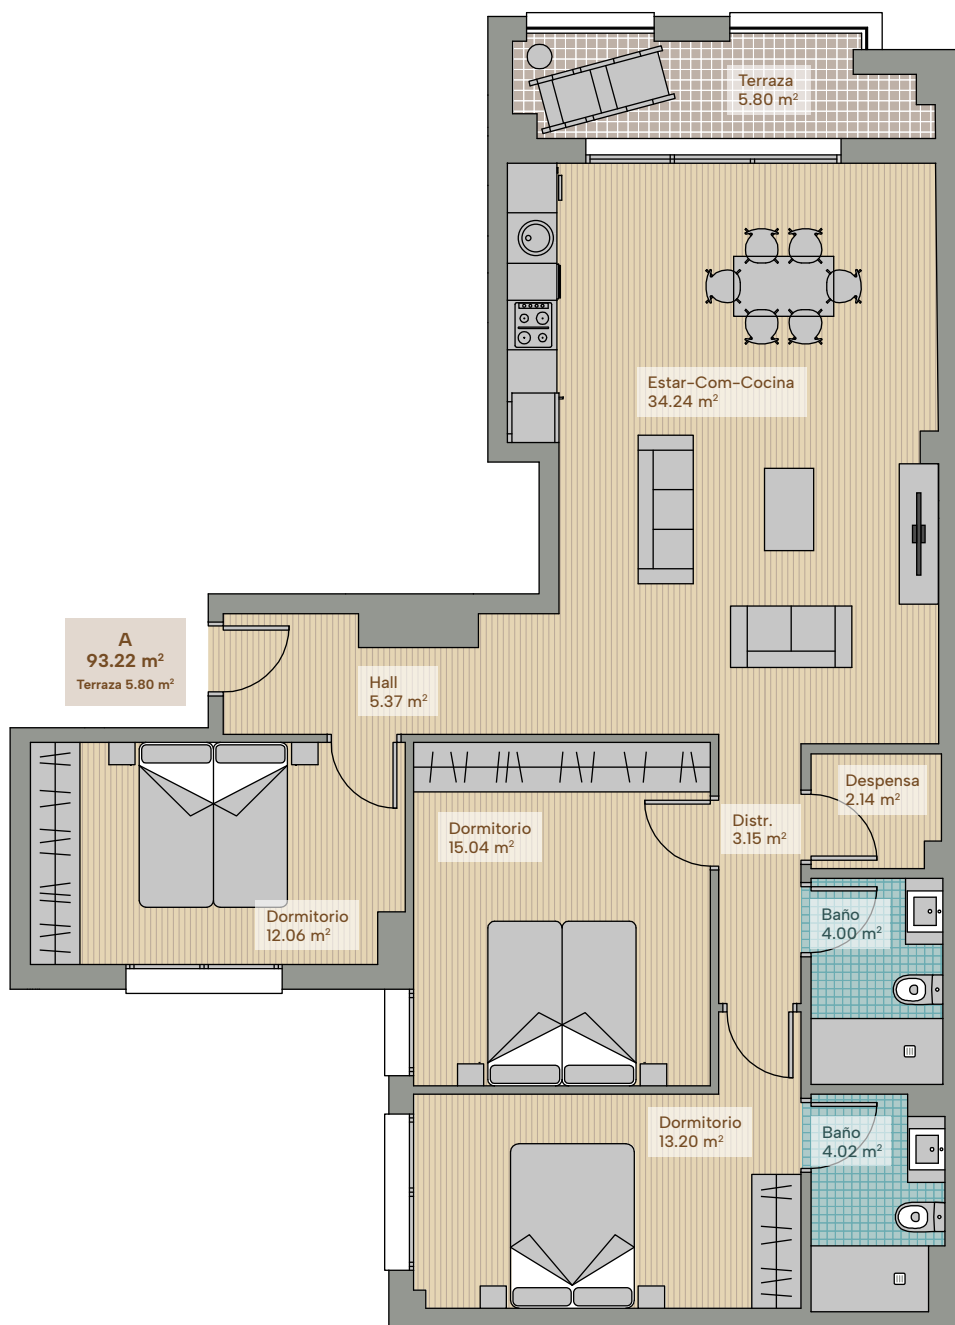 Terraza
5.80 m²
Estar-Com-Cocina
34.24 m²
A
93.22 m²
Terraza 5.80 m²
Hall
5.37 m²
Despensa
2.14 m²
Distr.
3.15 m²
Dormitorio
15.04 m²
Dormitorio
12.06 m²
Baño
4.00 m²
Dormitorio
13.20 m²
Baño
4.02 m²